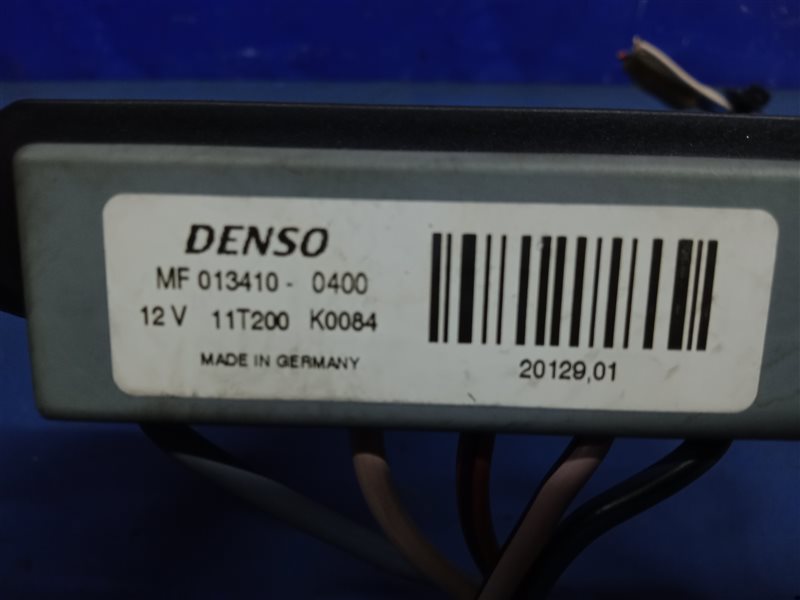 DENSO
MF 013410 - 0400
12 V 11T200 K0084
MADE IN GERMANY
20129,01